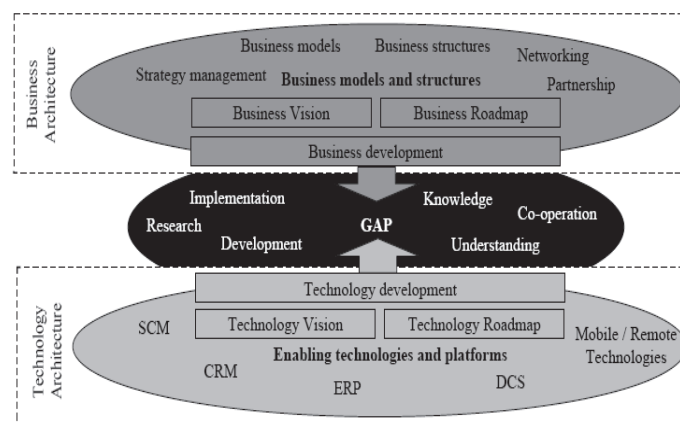 Business Architecture
Business models
Business structures
Networking
Strategy management
Business models and structures
Partnership
Business Vision
Business Roadmap
Business development
Implementation
Knowledge
Research
GAP
Co-operation
Development
Understanding
Technology Architecture
Technology development
SCM
Technology Vision
Technology Roadmap
Mobile / Remote
Technologies
Enabling technologies and platforms
CRM
ERP
DCS